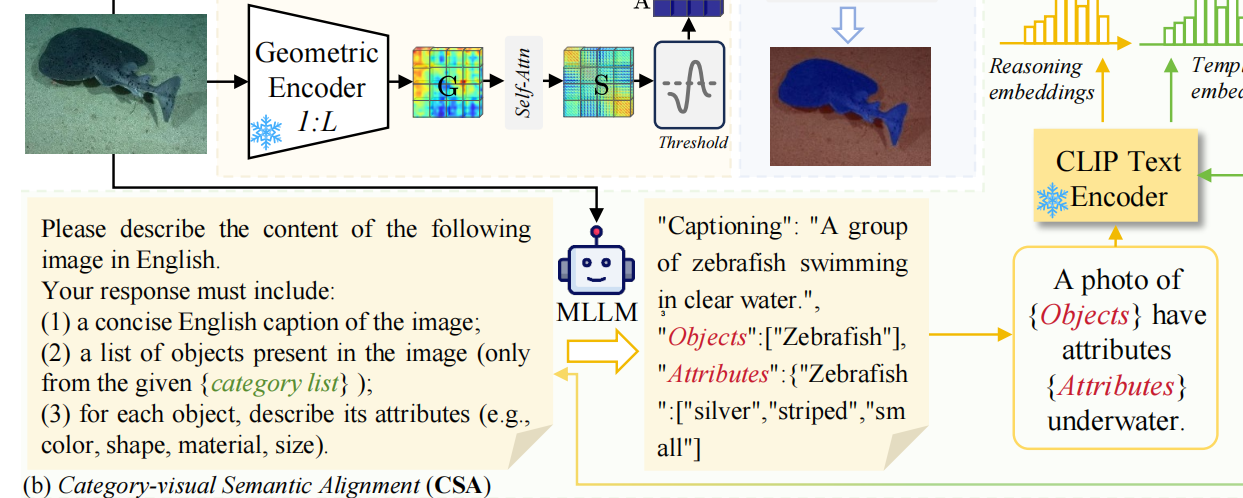 A
Geometric
Encoder
1:L
G
Self-Attn
S
Threshold
Reasoning
embeddings
CLIP Text
Encoder
Please describe the content of the following
image in English.
Your response must include:
(1) a concise English caption of the image;
(2) a list of objects present in the image (only
from the given {category list} );
(3) for each object, describe its attributes (e.g.,
color, shape, material, size).
MLLM
"Captioning": "A group
of zebrafish swimming
in clear water.",
"Objects":["Zebrafish"],
"Attributes":{"Zebrafish
":["silver","striped","sm
all"]
A photo of
{Objects} have
attributes
{Attributes}
underwater.
(b) Category-visual Semantic Alignment (CSA)